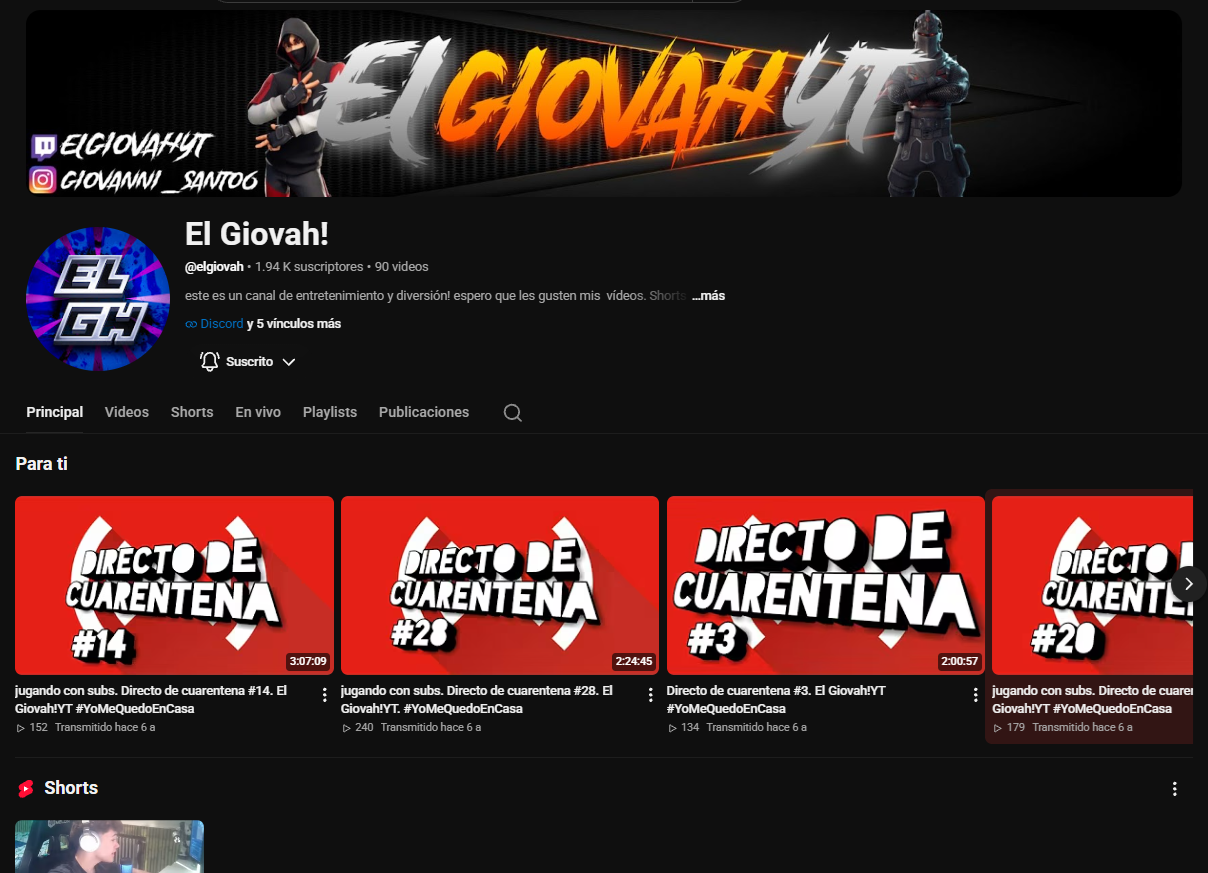 ElGIOVAHYT
ElGIOVAHYT
GIOVANNI_SANTO6
EL
GH
El Giovah!
@elgiovah • 1.94 K suscriptores • 90 videos
este es un canal de entretenimiento y diversión! espero que les gusten mis vídeos. Shorts ...más
Discord y 5 vínculos más
Suscrito
Principal Videos Shorts En vivo Playlists Publicaciones
Para ti
DIRECTO DE
CUARENTENA
#14
3:07:09
DIRECTO DE
CUARENTENA
#28
2:24:45
DIRECTO DE
CUARENTENA
#3
2:00:57
DIRECTO D
CUARENTE
#20
jugando con subs. Directo de cuarentena #14. El
Giovah!YT #YoMeQuedoEnCasa
152 Transmitido hace 6 a
jugando con subs. Directo de cuarentena #28. El
Giovah!YT. #YoMeQuedoEnCasa
240 Transmitido hace 6 a
Directo de cuarentena #3. El Giovah!YT
#YoMeQuedoEnCasa
134 Transmitido hace 6 a
jugando con subs. Directo de cuaren
Giovah!YT #YoMeQuedoEnCasa
179 Transmitido hace 6 a
Shorts